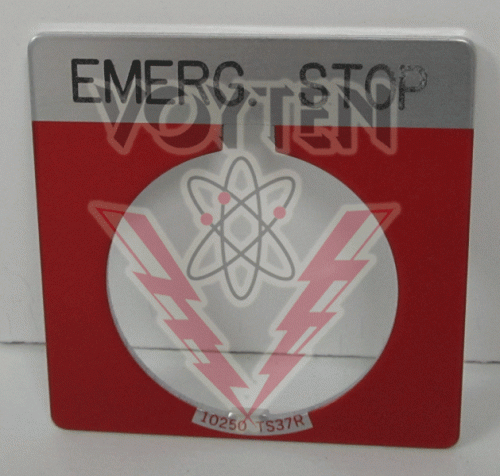 EMERG. STOP
VOYTEN
10250 TS37R